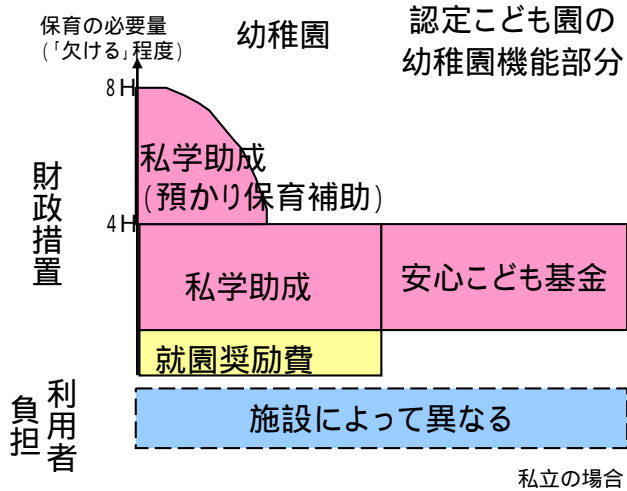 保育の必要量
(「欠ける」程度)
幼稚園
認定こども園の
幼稚園機能部分
8H
私学助成
(預かり保育補助)
財政措置
4H
私学助成
安心こども基金
就園奨励費
利用者
負担
施設によって異なる
私立の場合